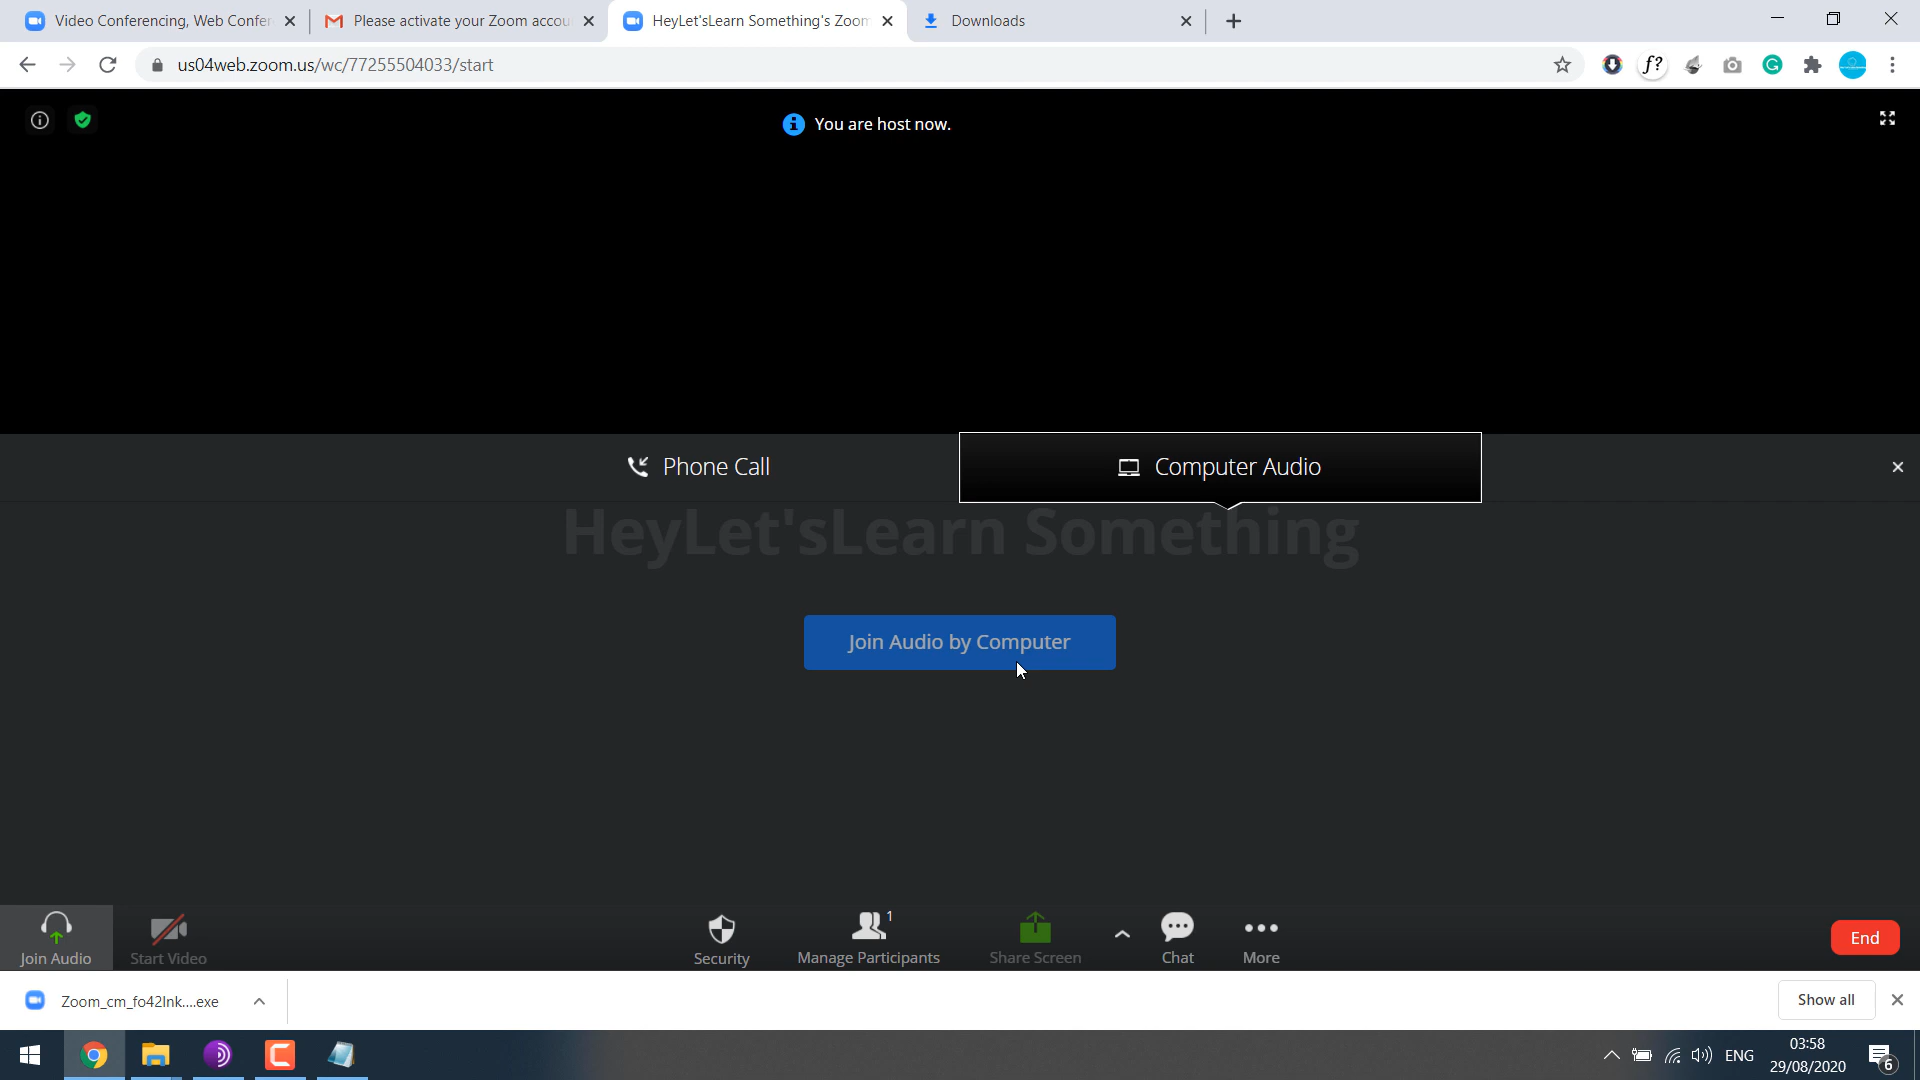 Video Conferencing, Web Confer
Please activate your Zoom accou
HeyLet'sLearn Something's Zoom
Downloads
us04web.zoom.us/wc/77255504033/start
f?
You are host now.
Phone Call
Computer Audio
HeyLet'sLearn Something
Join Audio by Computer
Join Audio
Start Video
Security
1
Manage Participants
Share Screen
Chat
More
End
Zoom_cm_fo42lnk....exe
Show all
ENG
03:58
29/08/2020
6